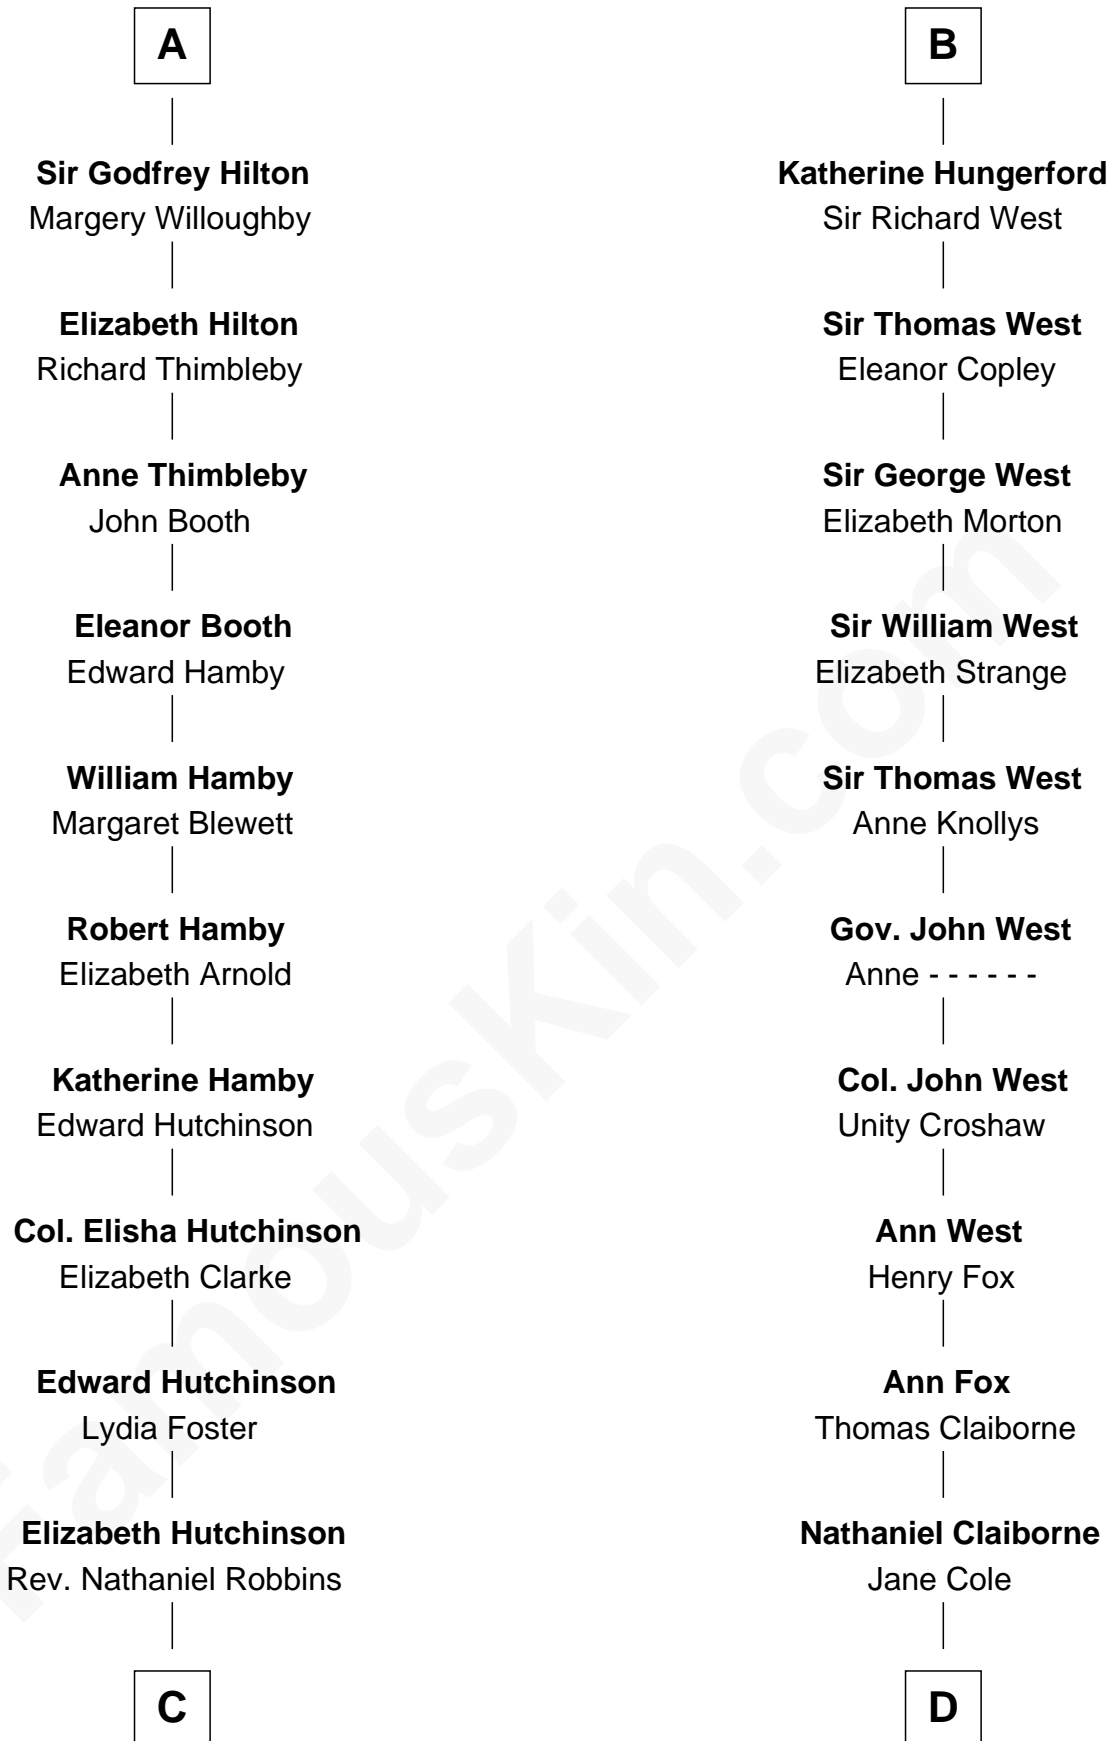 A
Sir Godfrey Hilton
Margery Willoughby
Elizabeth Hilton
Richard Thimbleby
Anne Thimbleby
John Booth
Eleanor Booth
Edward Hamby
William Hamby
Margaret Blewett
Robert Hamby
Elizabeth Arnold
Katherine Hamby
Edward Hutchinson
Col. Elisha Hutchinson
Elizabeth Clarke
Edward Hutchinson
Lydia Foster
Elizabeth Hutchinson
Rev. Nathaniel Robbins
C
B
Katherine Hungerford
Sir Richard West
Sir Thomas West
Eleanor Copley
Sir George West
Elizabeth Morton
Sir William West
Elizabeth Strange
Sir Thomas West
Anne Knollys
Gov. John West
Anne - - - - - -
Col. John West
Unity Croshaw
Ann West
Henry Fox
Ann Fox
Thomas Claiborne
Nathaniel Claiborne
Jane Cole
D
FamousKin.com